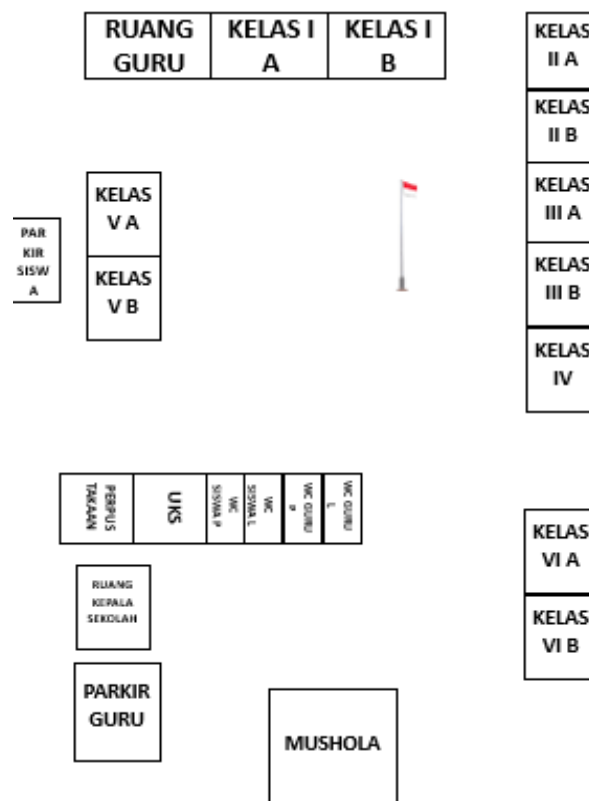 RUANG
GURU
KELAS I
A
KELAS I
B
KELAS
II A
KELAS
II B
KELAS
III A
KELAS
III B
KELAS
IV
KELAS
V A
KELAS
V B
PAR
KIR
SISW
A
PERPUS
TAKAAN
UKS
WC
SISWA P
WC
SISWA L
WC GURU
P
WC GURU
L
KELAS
VI A
KELAS
VI B
RUANG
KEPALA
SEKOLAH
PARKIR
GURU
MUSHOLA